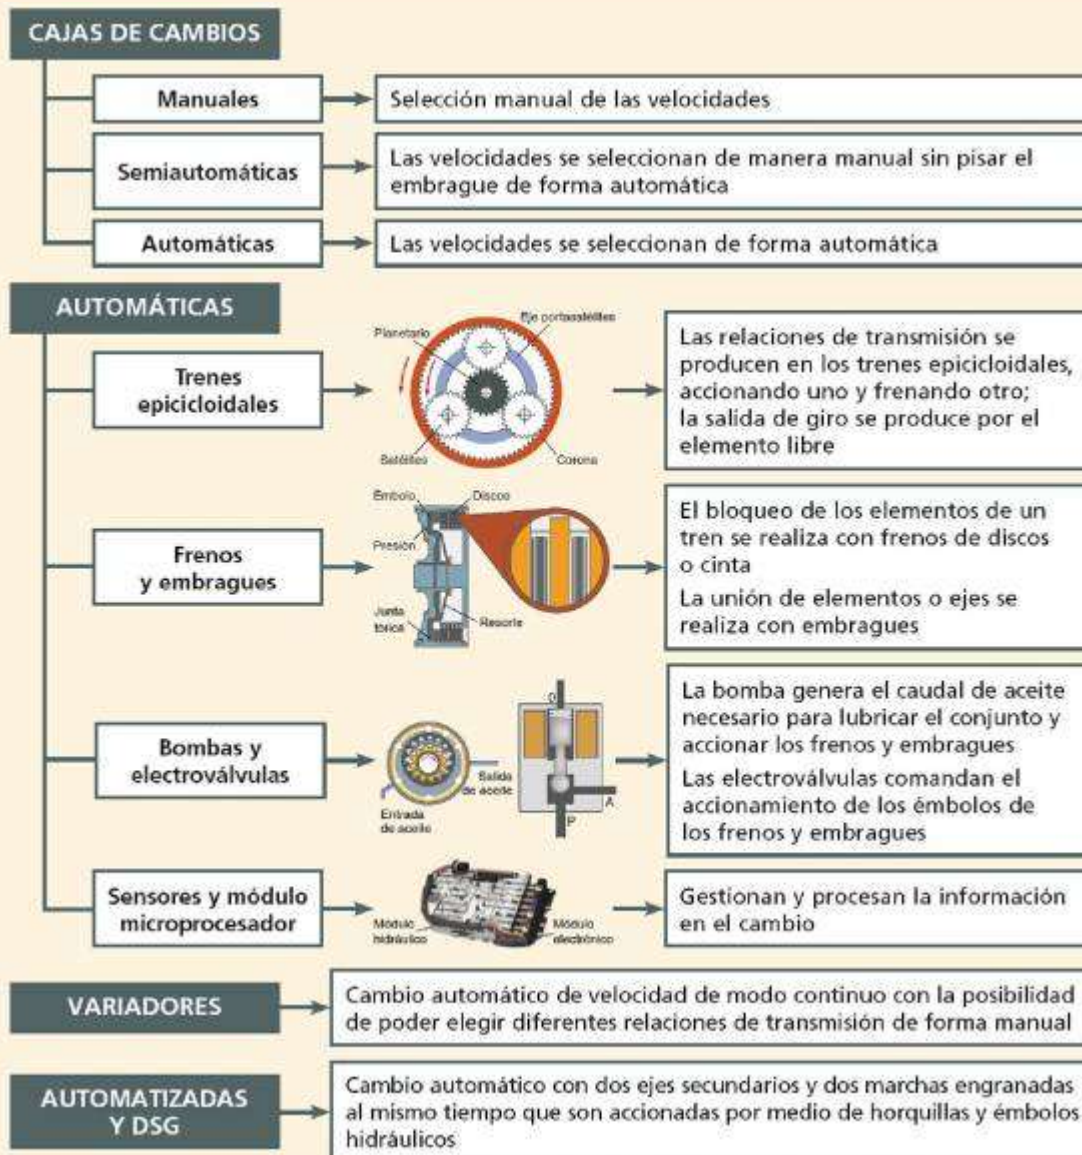 CAJAS DE CAMBIOS
Manuales
Selección manual de las velocidades
Semiautomáticas
Las velocidades se seleccionan de manera manual sin pisar el
embrague de forma automática
Automáticas
Las velocidades se seleccionan de forma automática
AUTOMÁTICAS
Trenes
epicicloidales
Planetario
Eje portasatélites
Satélites
Corona
Las relaciones de transmisión se
producen en los trenes epicicloidales,
accionando uno y frenando otro;
la salida de giro se produce por el
elemento libre
Frenos
y embragues
Émbolo
Discos
Presión
Junta
tórica
Resorte
El bloqueo de los elementos de un
tren se realiza con frenos de discos
o cinta
La unión de elementos o ejes se
realiza con embragues
Bombas y
electroválvulas
Salida
de aceite
Entrada
de aceite
A
P
La bomba genera el caudal de aceite
necesario para lubricar el conjunto y
accionar los frenos y embragues
Las electroválvulas comandan el
accionamiento de los émbolos de
los frenos y embragues
Sensores y módulo
microprocesador
Módulo
hidráulico
Módulo
electrónico
Gestionan y procesan la información
en el cambio
VARIADORES
Cambio automático de velocidad de modo continuo con la posibilidad
de poder elegir diferentes relaciones de transmisión de forma manual
AUTOMATIZADAS
Y DSG
Cambio automático con dos ejes secundarios y dos marchas engranadas
al mismo tiempo que son accionadas por medio de horquillas y émbolos
hidráulicos